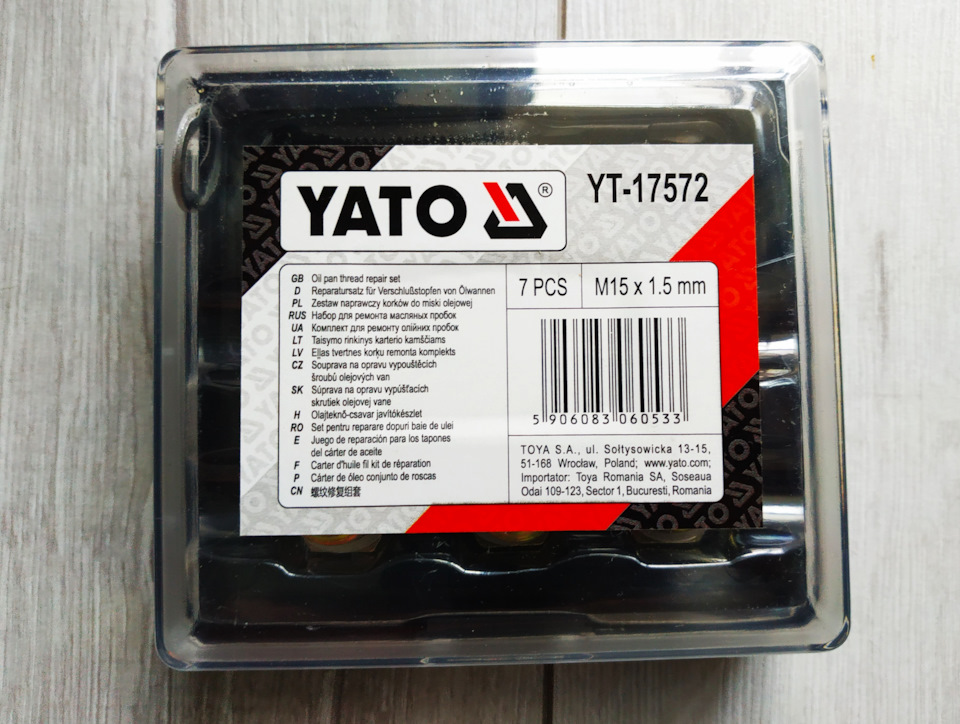 YATO ®
YT-17572
GB Oil pan thread repair set
D Reparatursatz für Verschlußstopfen von Ölwannen
PL Zestaw naprawczy korków do miski olejowej
RUS Набор для ремонта масляных пробок
UA Комплект для ремонту олійних пробок
LT Taisymo rinkinys karterio kamščiams
LV Eļļas tvertnes korķu remonta komplekts
CZ Souprava na opravu vypouštěcích
šroubů olejových van
SK Súprava na opravu vypúšťacích
skrutiek olejovej vane
H Olajteknő-csavar javítókészlet
RO Set pentru reparare dopuri baie de ulei
E Juego de reparación para los tapones
del cárter de aceite
F Carter d'huile fil kit de réparation
P Cárter de óleo conjunto de roscas
CN 螺纹修复组套
7 PCS
M15 x 1.5 mm
5 906083 060533
TOYA S.A., ul. Sołtysowicka 13-15,
51-168 Wrocław, Poland; www.yato.com;
Importator: Toya Romania SA, Soseaua
Odai 109-123, Sector 1, Bucuresti, Romania